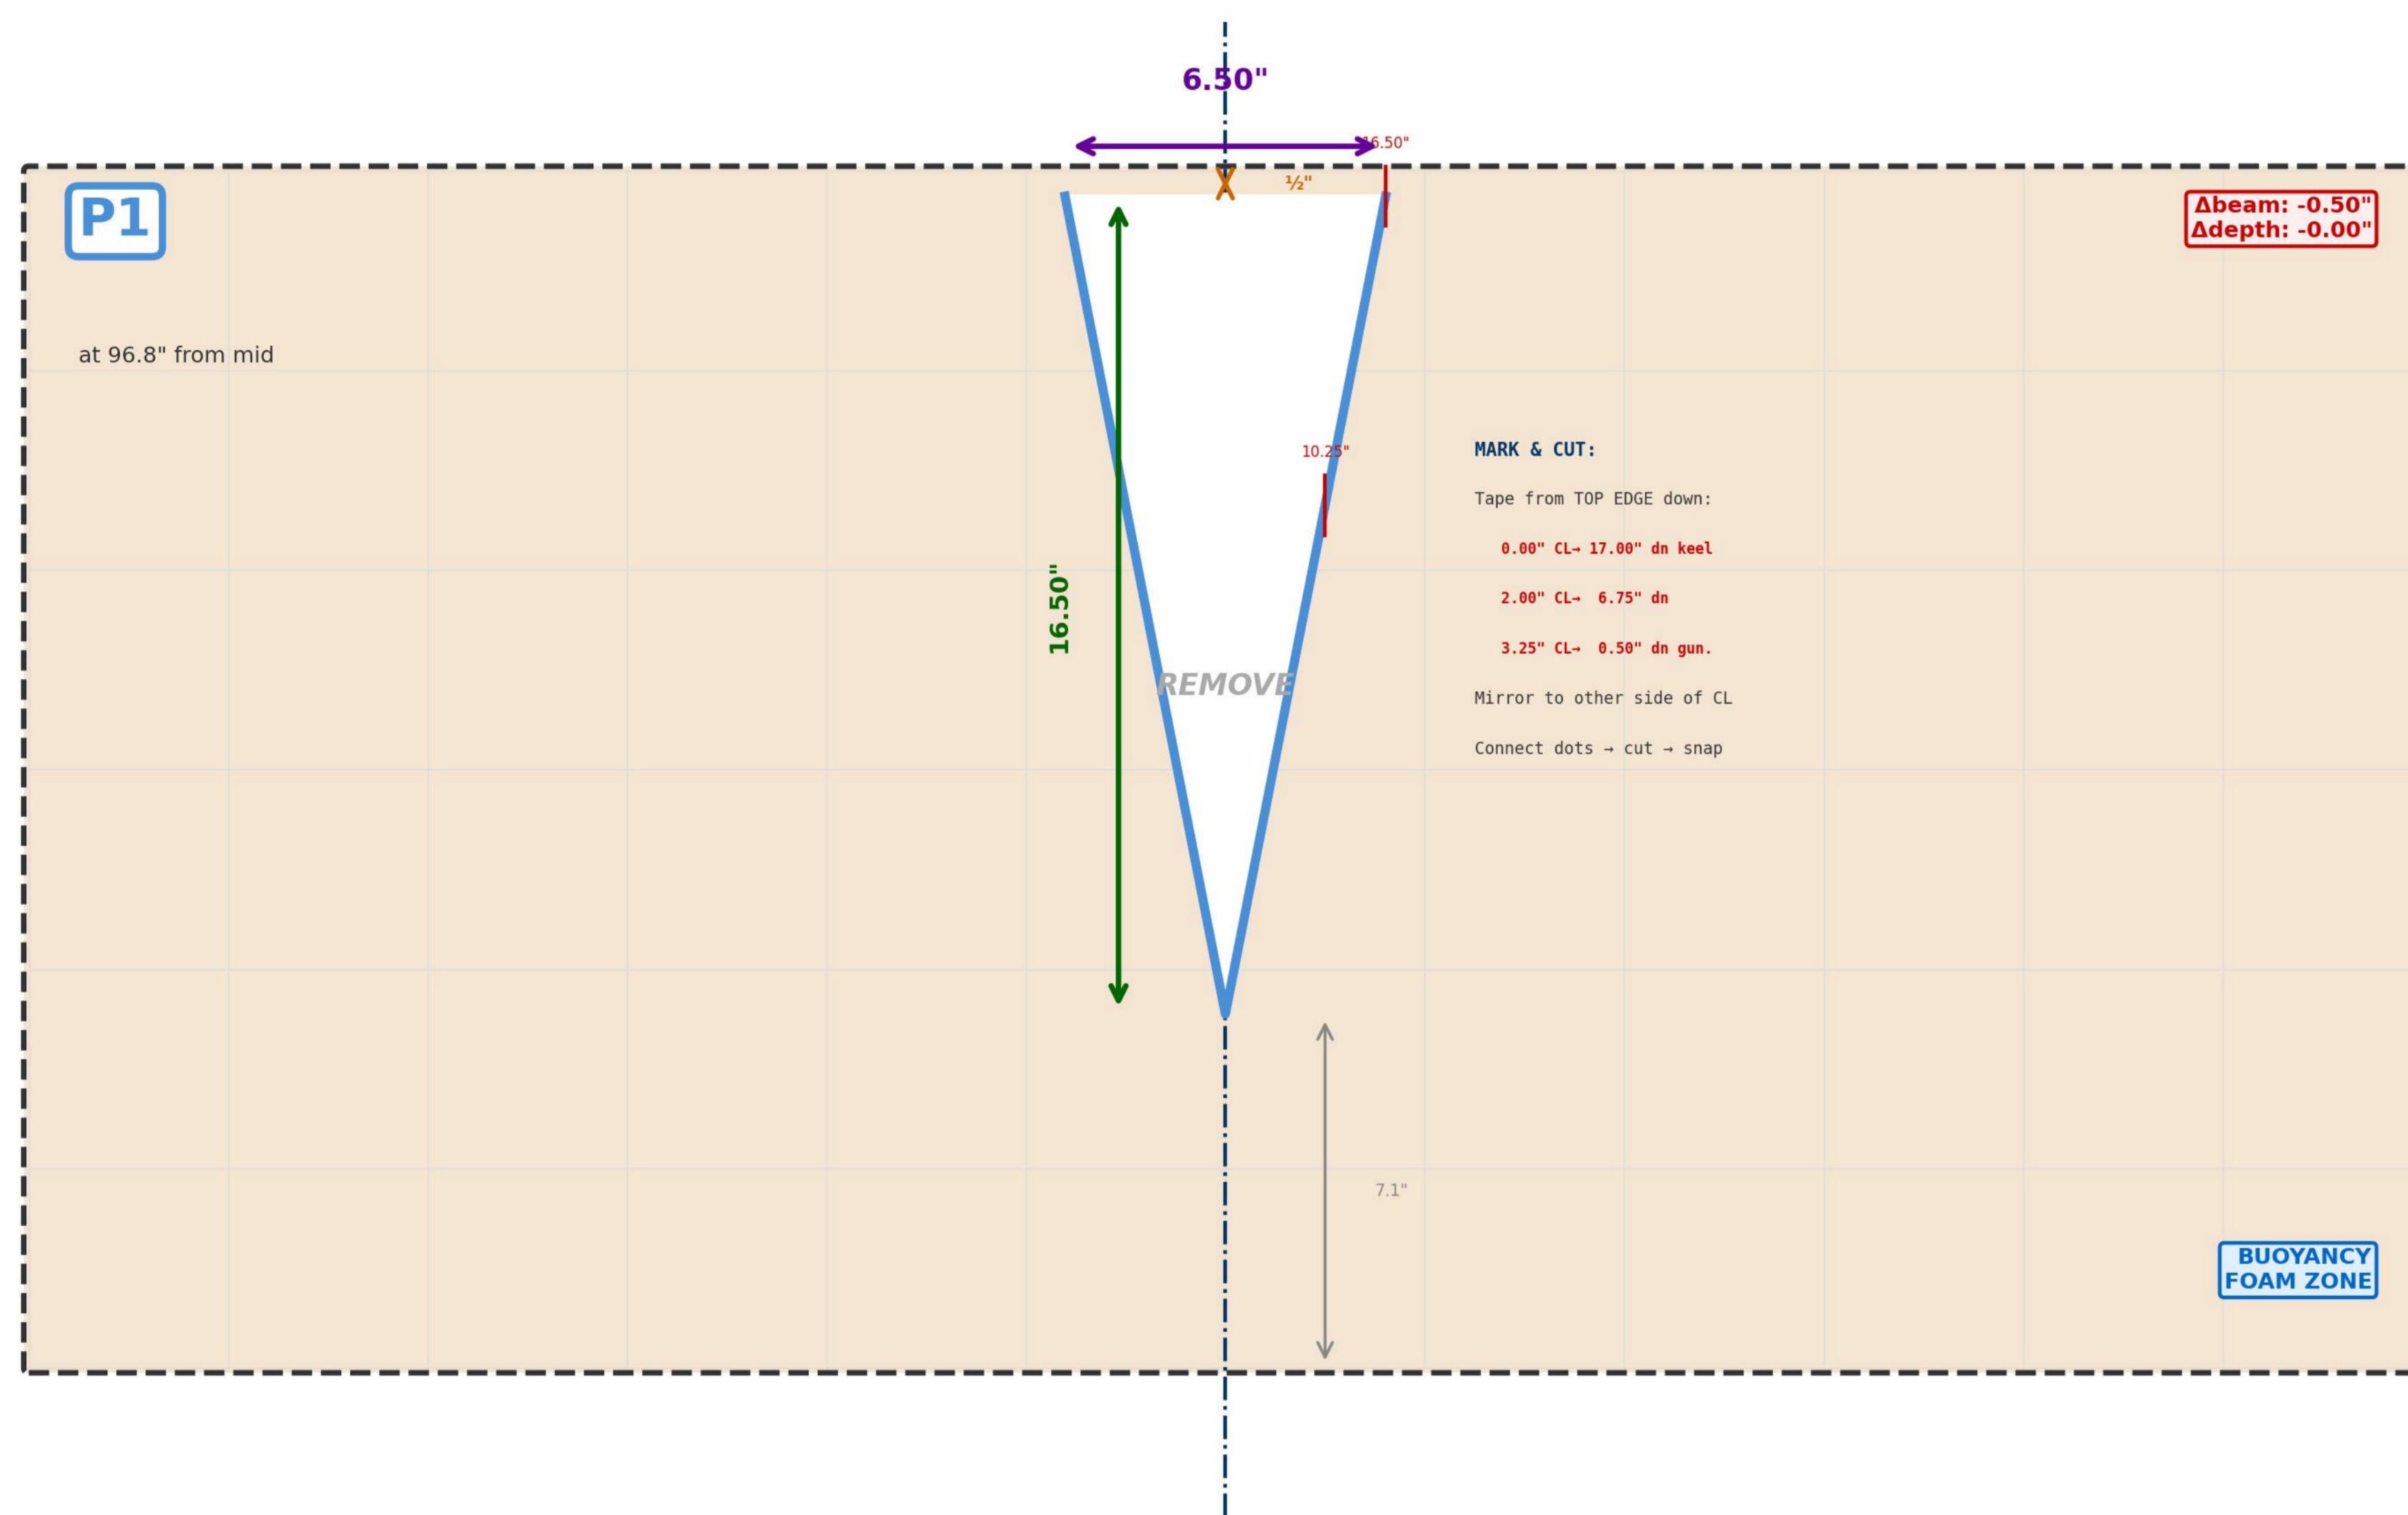 6.50"
16.50"
½"
P1
Δbeam: -0.50"
Δdepth: -0.00"
at 96.8" from mid
10.25"
MARK & CUT:
Tape from TOP EDGE down:
0.00" CL→ 17.00" dn keel
2.00" CL→  6.75" dn
3.25" CL→  0.50" dn gun.
Mirror to other side of CL
Connect dots → cut → snap
16.50"
REMOVE
7.1"
BUOYANCY
FOAM ZONE